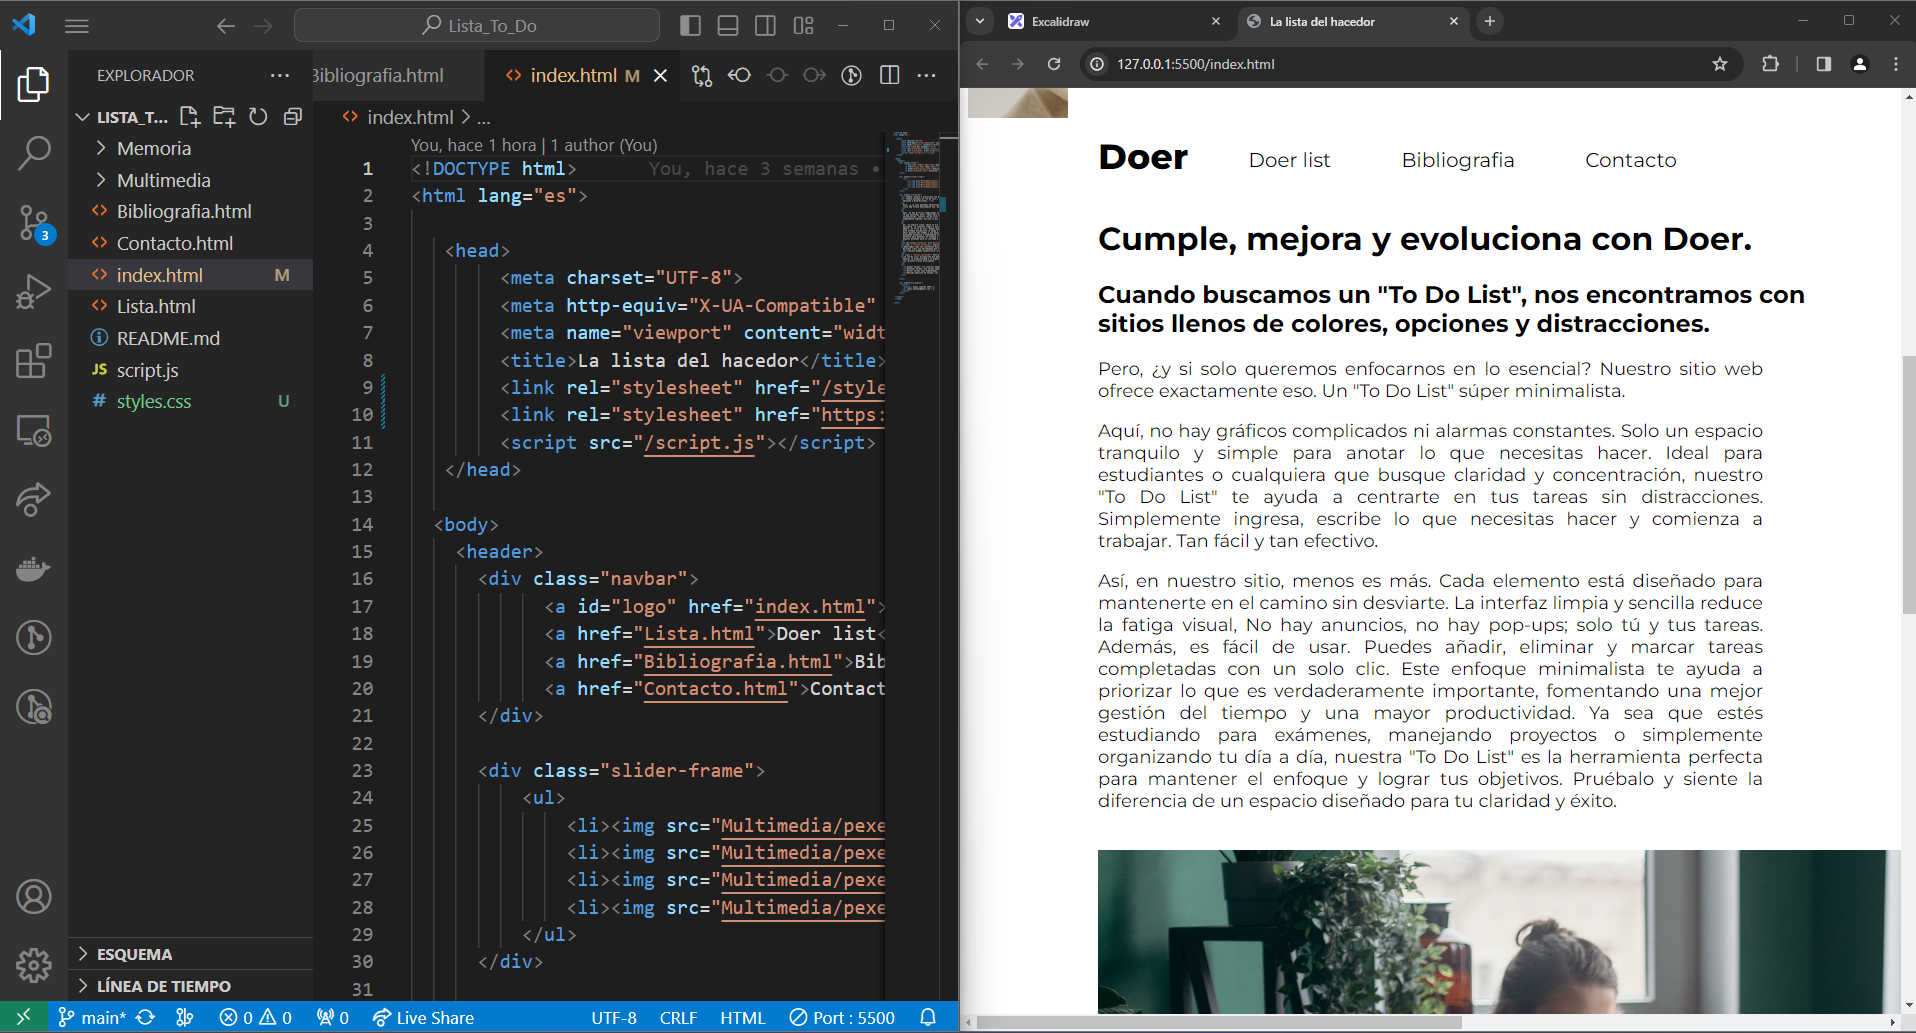 Lista_To_Do
EXPLORADOR
LISTA_T...
Memoria
Multimedia
Bibliografia.html
Contacto.html
index.html M
Lista.html
README.md
JS script.js
# styles.css U
ESQUEMA
LÍNEA DE TIEMPO
3
Bibliografia.html
index.html M
index.html > ...
You, hace 1 hora | 1 author (You)
1 <!DOCTYPE html> You, hace 3 semanas •
2 <html lang="es">
3
4 <head>
5 <meta charset="UTF-8">
6 <meta http-equiv="X-UA-Compatible"
7 <meta name="viewport" content="widt
8 <title>La lista del hacedor</title>
9 <link rel="stylesheet" href="/style
10 <link rel="stylesheet" href="https:
11 <script src="/script.js"></script>
12 </head>
13
14 <body>
15 <header>
16 <div class="navbar">
17 <a id="logo" href="index.html">
18 <a href="Lista.html">Doer list<
19 <a href="Bibliografia.html">Bib
20 <a href="Contacto.html">Contact
21 </div>
22
23 <div class="slider-frame">
24 <ul>
25 <li><img src="Multimedia/pexe
26 <li><img src="Multimedia/pexe
27 <li><img src="Multimedia/pexe
28 <li><img src="Multimedia/pexe
29 </ul>
30 </div>
31
main* 0 0 0 Live Share UTF-8 CRLF HTML Port : 5500
Excalidraw
La lista del hacedor
127.0.0.1:5500/index.html
Doer Doer list Bibliografia Contacto
Cumple, mejora y evoluciona con Doer.
Cuando buscamos un "To Do List", nos encontramos con
sitios llenos de colores, opciones y distracciones.
Pero, ¿y si solo queremos enfocarnos en lo esencial? Nuestro sitio web
ofrece exactamente eso. Un "To Do List" súper minimalista.
Aquí, no hay gráficos complicados ni alarmas constantes. Solo un espacio
tranquilo y simple para anotar lo que necesitas hacer. Ideal para
estudiantes o cualquiera que busque claridad y concentración, nuestro
"To Do List" te ayuda a centrarte en tus tareas sin distracciones.
Simplemente ingresa, escribe lo que necesitas hacer y comienza a
trabajar. Tan fácil y tan efectivo.
Así, en nuestro sitio, menos es más. Cada elemento está diseñado para
mantenerte en el camino sin desviarte. La interfaz limpia y sencilla reduce
la fatiga visual, No hay anuncios, no hay pop-ups; solo tú y tus tareas.
Además, es fácil de usar. Puedes añadir, eliminar y marcar tareas
completadas con un solo clic. Este enfoque minimalista te ayuda a
priorizar lo que es verdaderamente importante, fomentando una mejor
gestión del tiempo y una mayor productividad. Ya sea que estés
estudiando para exámenes, manejando proyectos o simplemente
organizando tu día a día, nuestra "To Do List" es la herramienta perfecta
para mantener el enfoque y lograr tus objetivos. Pruébalo y siente la
diferencia de un espacio diseñado para tu claridad y éxito.